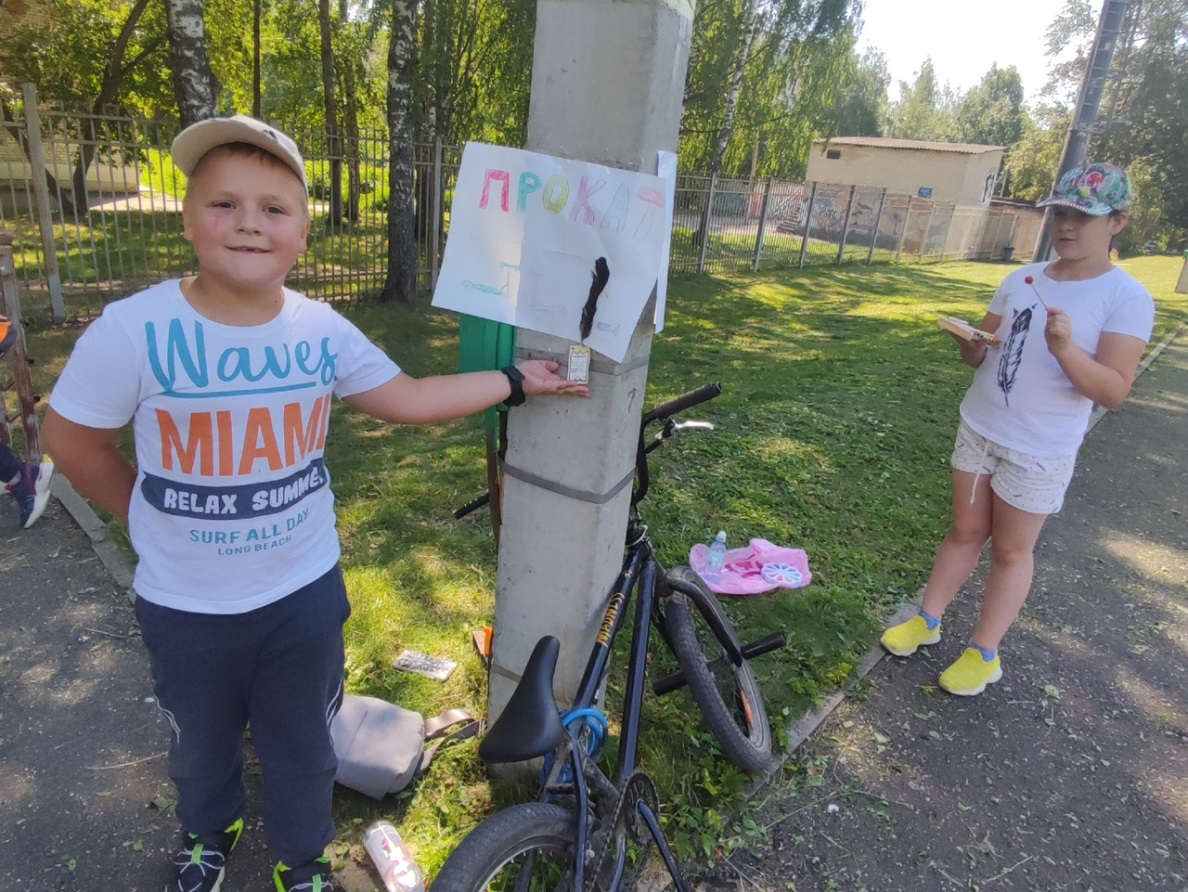 ПРОКАТ
Waves
MIAMI
RELAX SUMME
SURF ALL DAY
LONG BEACH